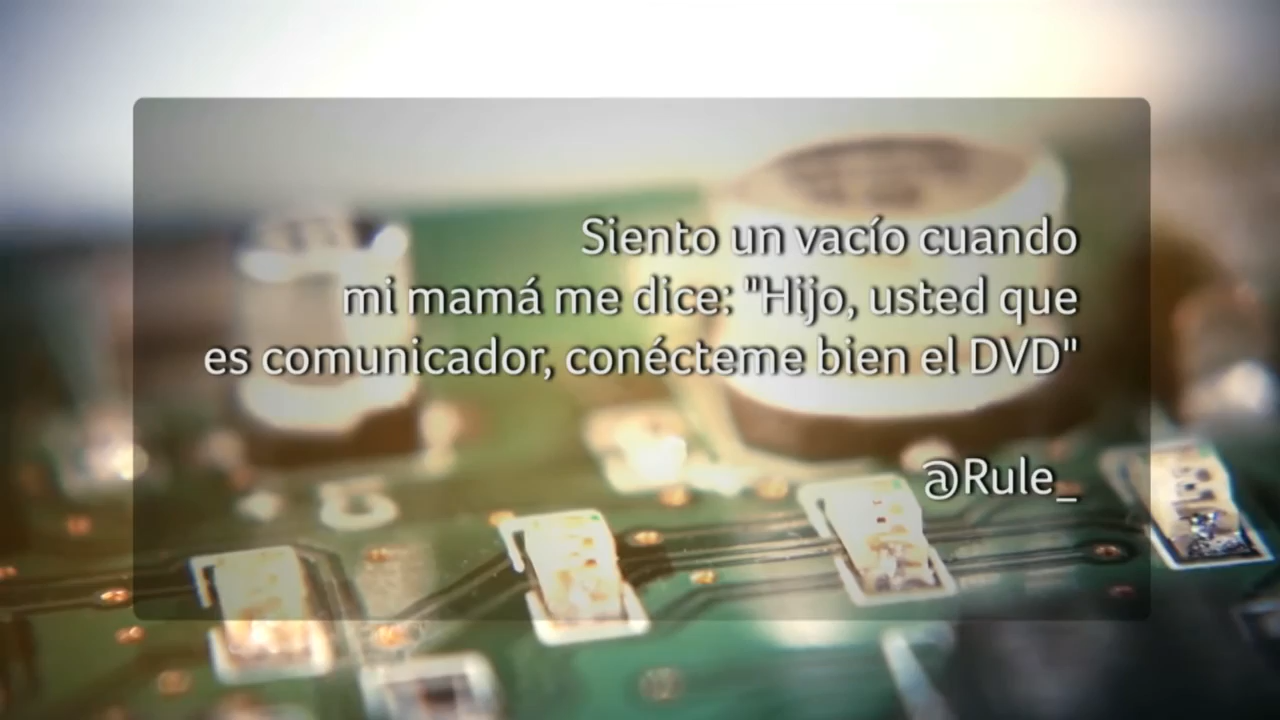 Siento un vacío cuando
mi mamá me dice: "Hijo, usted que
es comunicador, conécteme bien el DVD"
@Rule_